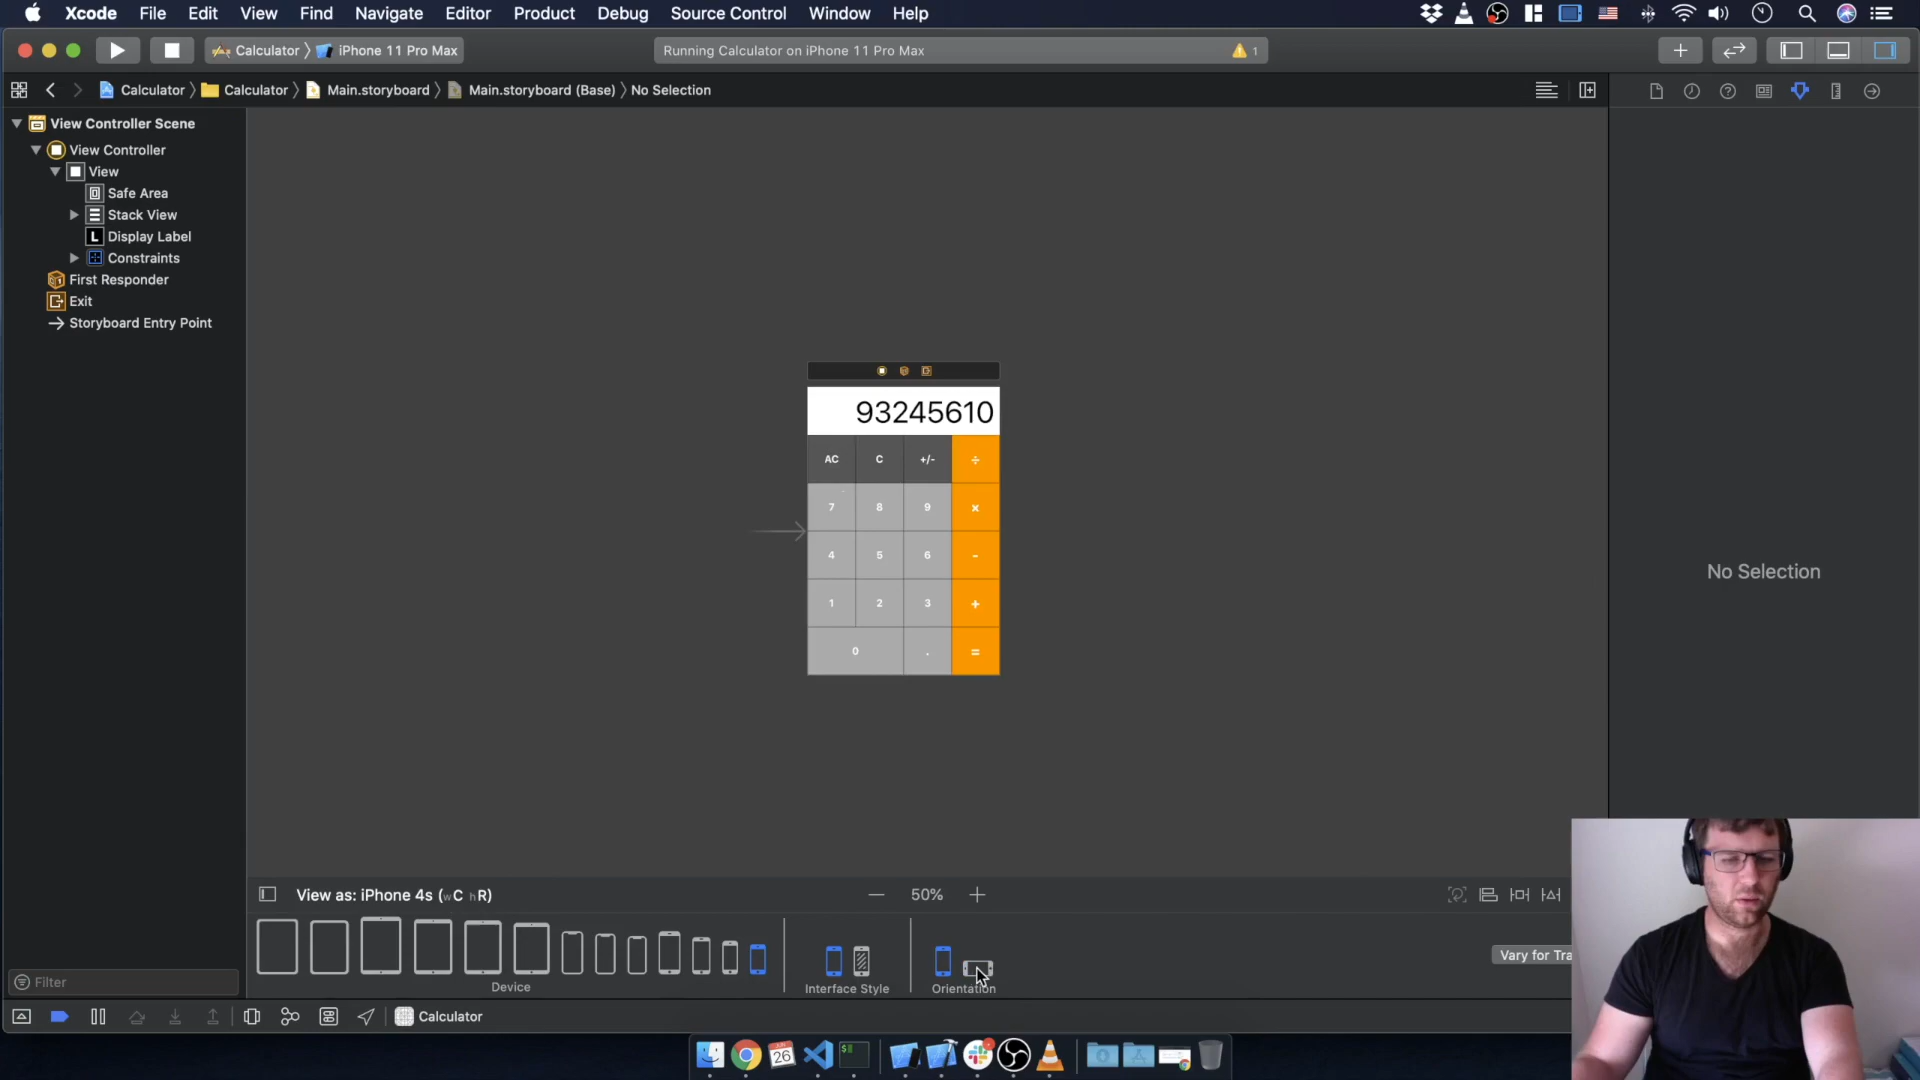 Xcode File Edit View Find Navigate Editor Product Debug Source Control Window Help
Calculator iPhone 11 Pro Max
Running Calculator on iPhone 11 Pro Max
1
Calculator Calculator Main.storyboard Main.storyboard (Base) No Selection
View Controller Scene
View Controller
View
Safe Area
Stack View
L Display Label
Constraints
First Responder
Exit
Storyboard Entry Point
93245610
AC C +/- ÷
7 8 9 x
4 5 6 -
1 2 3 +
0 . =
No Selection
View as: iPhone 4s (wC hR)
50%
Vary for Tra
Device
Interface Style
Orientation
Filter
Calculator
26